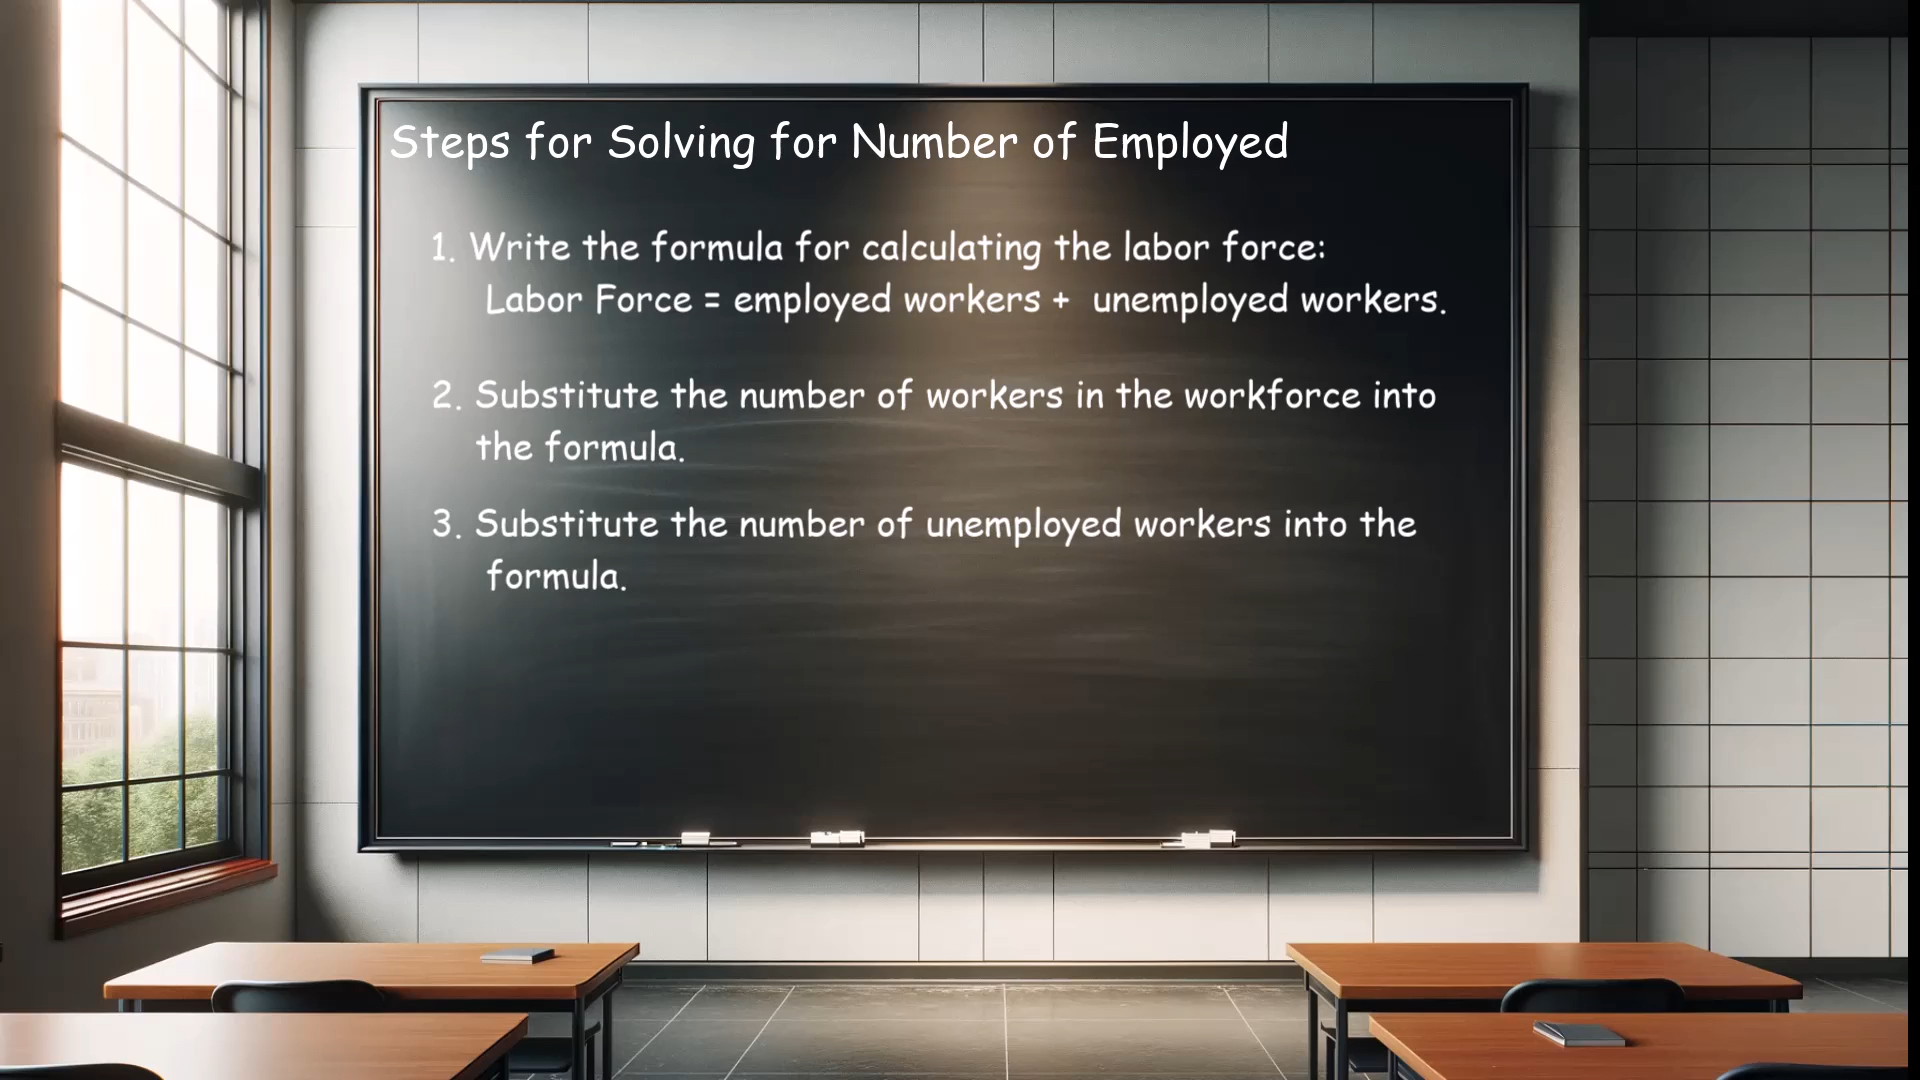 Steps for Solving for Number of Employed
1. Write the formula for calculating the labor force:
Labor Force = employed workers + unemployed workers.
2. Substitute the number of workers in the workforce into
the formula.
3. Substitute the number of unemployed workers into the
formula.